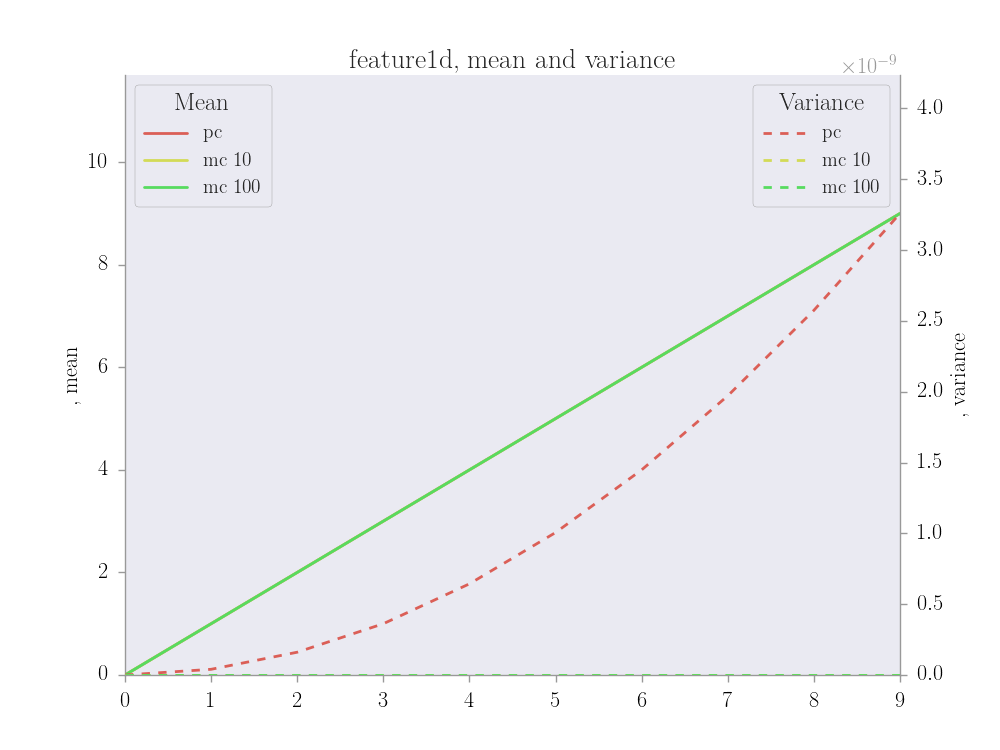 feature1d, mean and variance
×10⁻⁹
Mean
pc
mc 10
mc 100
Variance
pc
mc 10
mc 100
10
8
6
4
2
0
, mean
4.0
3.5
3.0
2.5
2.0
1.5
1.0
0.5
0.0
, variance
0 1 2 3 4 5 6 7 8 9